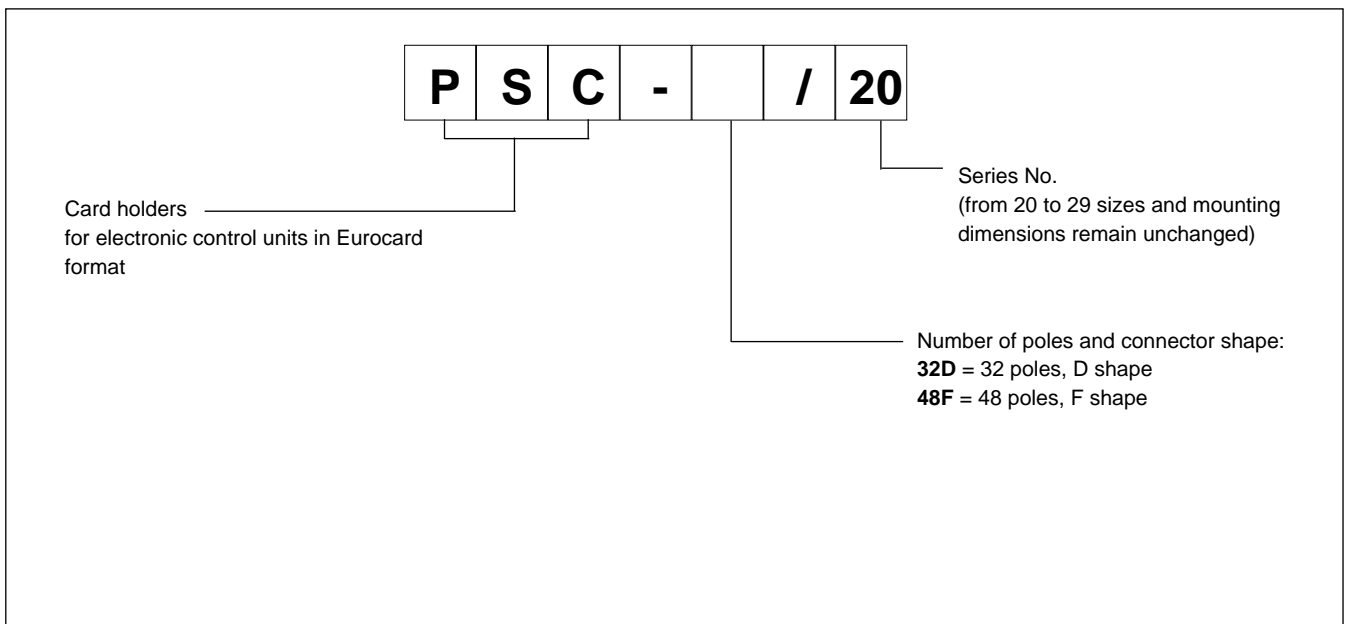 P S C - / 20
Series No.
(from 20 to 29 sizes and mounting
dimensions remain unchanged)
Card holders
for electronic control units in Eurocard
format
Number of poles and connector shape:
32D = 32 poles, D shape
48F = 48 poles, F shape